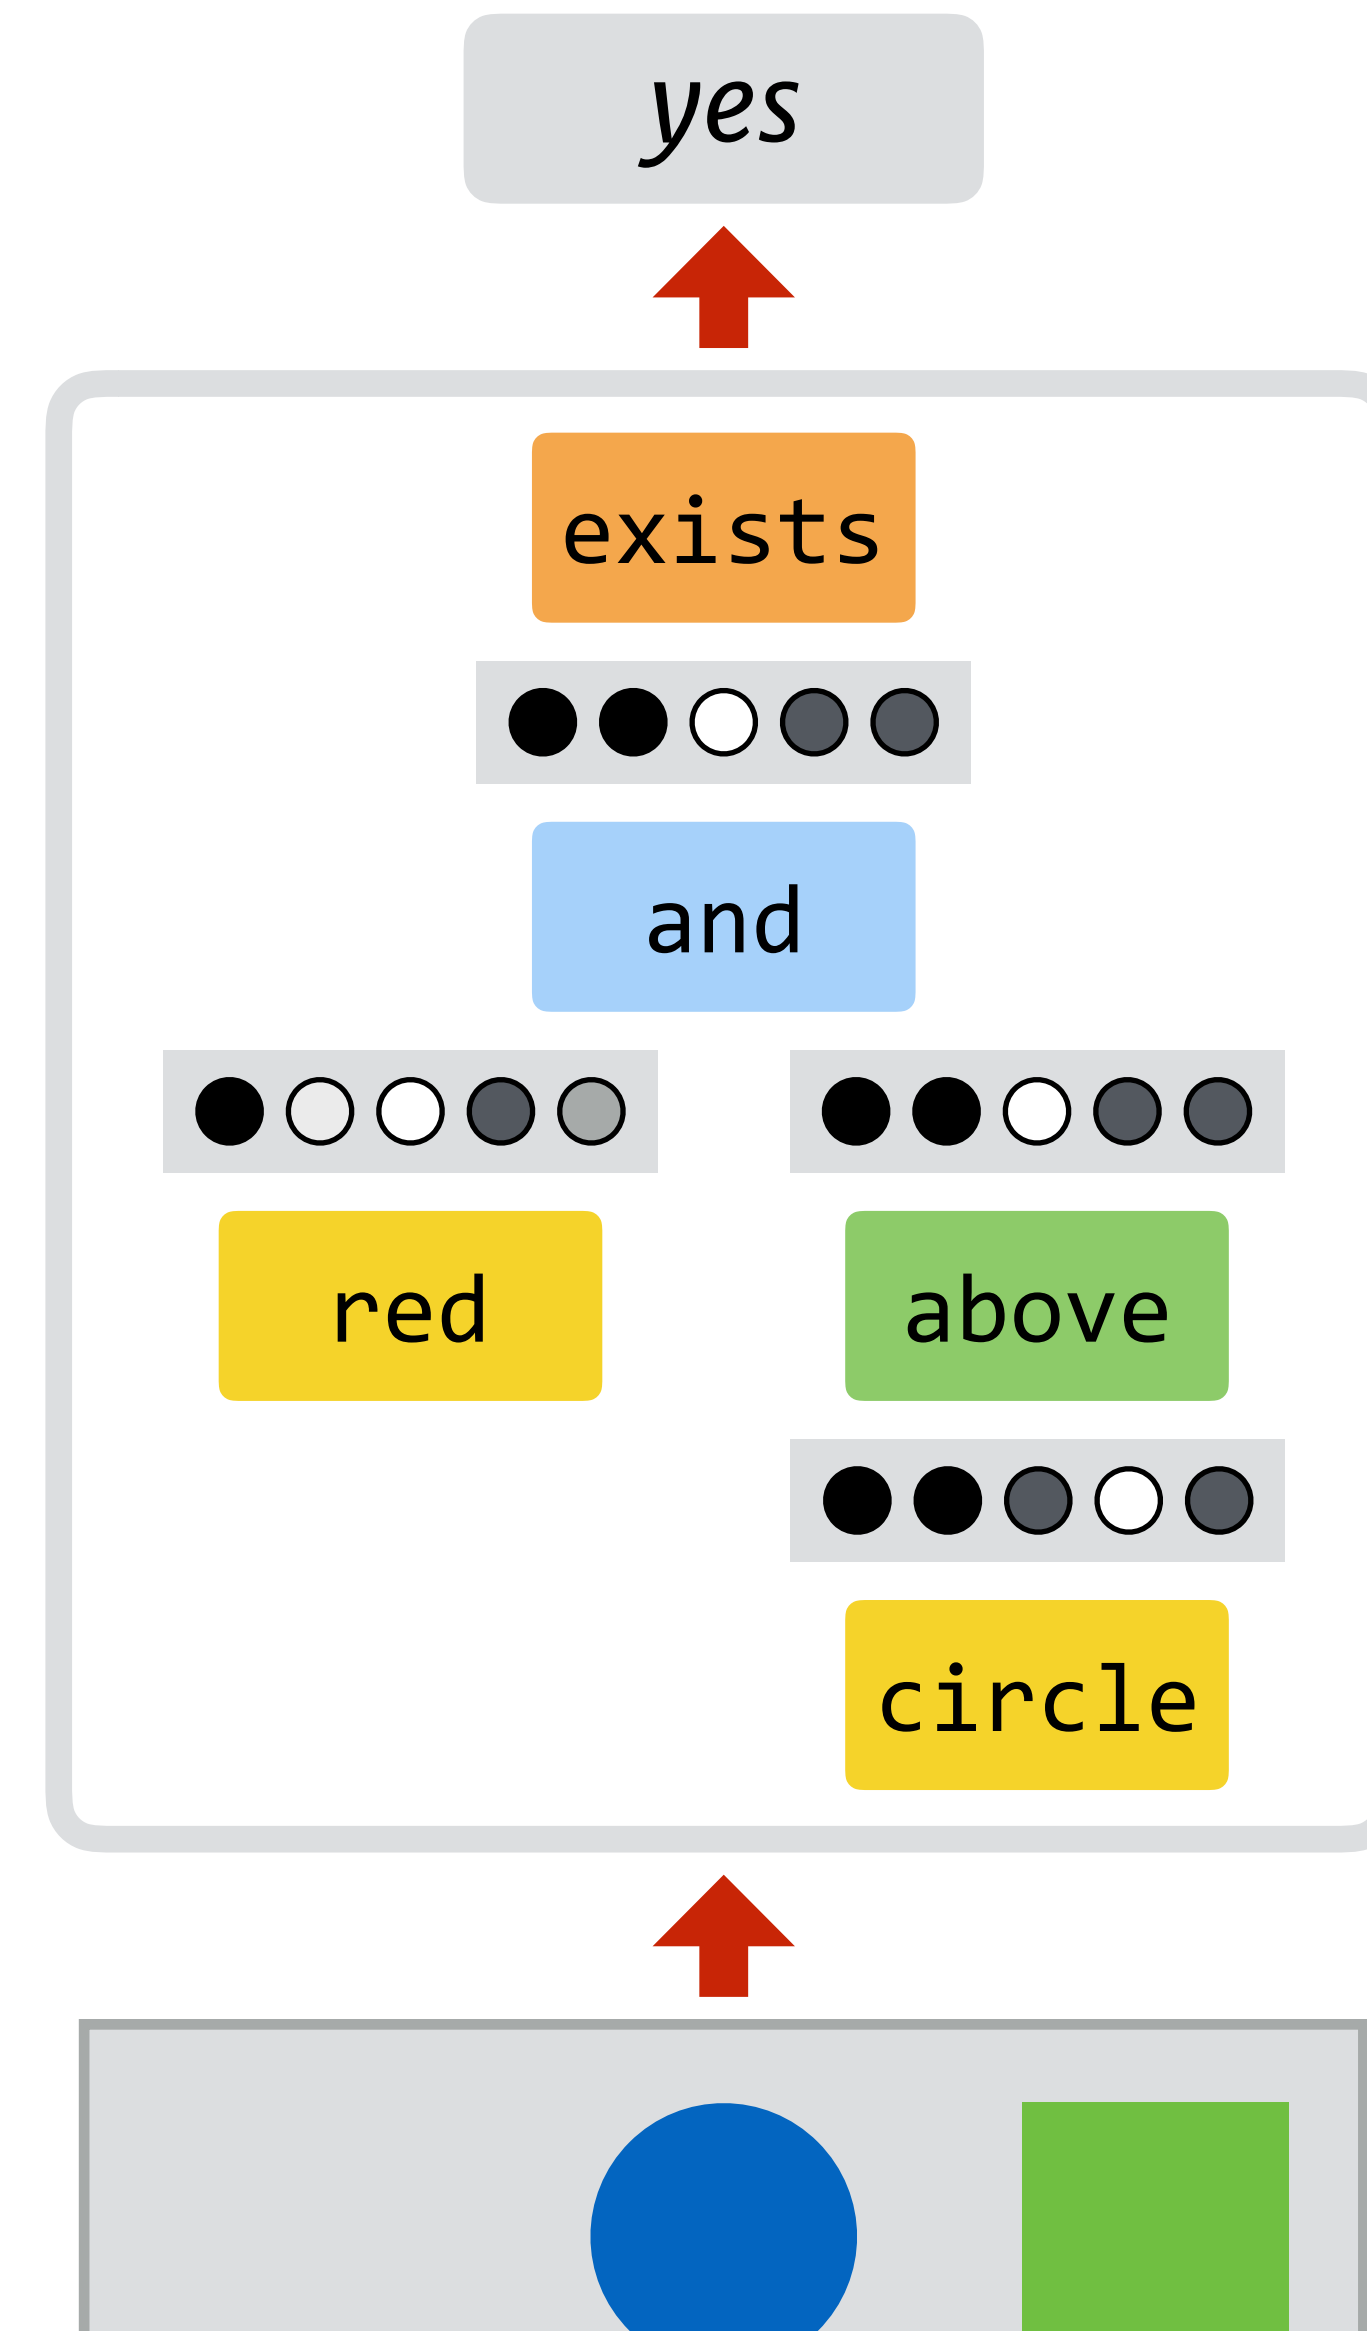 yes
exists
and
red above
circle